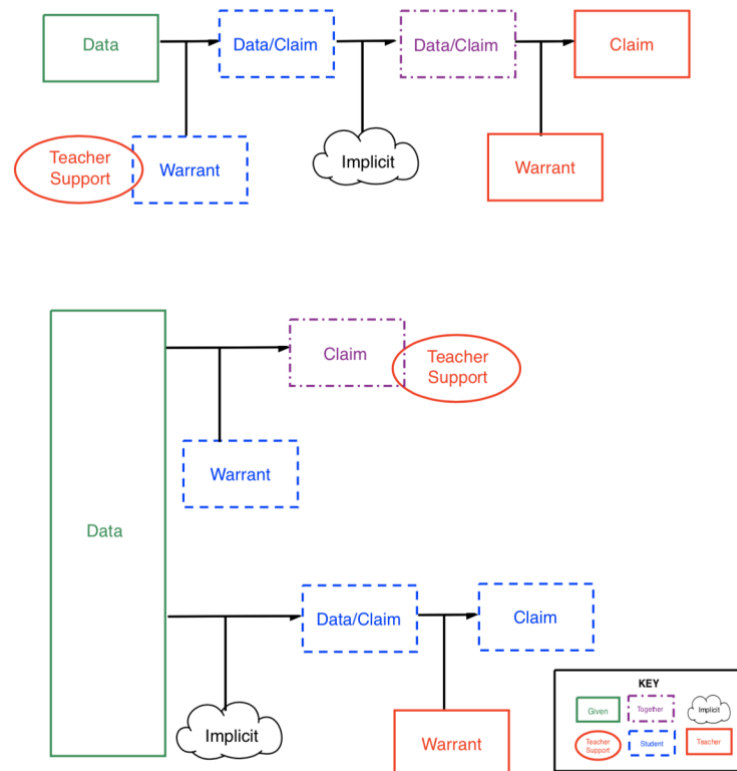 Data
Data/Claim
Data/Claim
Claim
Teacher
Support
Warrant
Implicit
Warrant
Claim
Teacher
Support
Warrant
Data
Data/Claim
Claim
Implicit
Warrant
KEY
Given
Together
Implicit
Teacher
Support
Student
Teacher